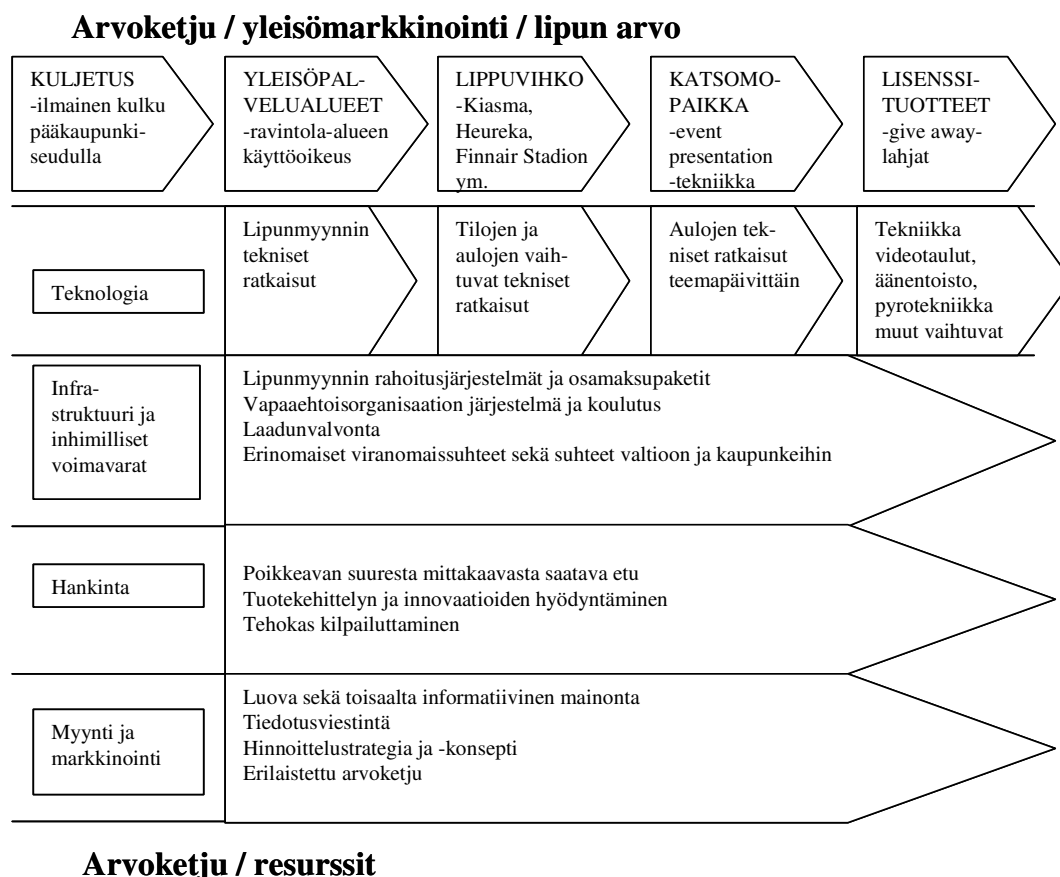 Arvoketju / yleisömarkkinointi / lipun arvo
KULJETUS
-ilmainen kulku
pääkaupunki-
seudulla
YLEISÖPAL-
VELUALUEET
-ravintola-alueen
käyttöoikeus
LIPPUVIHKO
-Kiasma,
Heureka,
Finnair Stadion
ym.
KATSOMO-
PAIKKA
-event
presentation
-tekniikka
LISENSSI-
TUOTTEET
-give away-
lahjat
Teknologia
Lipunmyynnin
tekniset
ratkaisut
Tilojen ja
aulojen vaih-
tuvat tekniset
ratkaisut
Aulojen tek-
niset ratkaisut
teemapäivittäin
Tekniikka
videotaulut,
äänentoisto,
pyrotekniikka
muut vaihtuvat
Infra-
struktuuri ja
inhimilliset
voimavarat
Lipunmyynnin rahoitusjärjestelmät ja osamaksupaketit
Vapaaehtoisorganisaation järjestelmä ja koulutus
Laadunvalvonta
Erinomaiset viranomaissuhteet sekä suhteet valtioon ja kaupunkeihin
Hankinta
Poikkeavan suuresta mittakaavasta saatava etu
Tuotekehittelyn ja innovaatioiden hyödyntäminen
Tehokas kilpailuttaminen
Myynti ja
markkinointi
Luova sekä toisaalta informatiivinen mainonta
Tiedotusviestintä
Hinnoittelustrategia ja -konsepti
Erilaistettu arvoketju
Arvoketju / resurssit